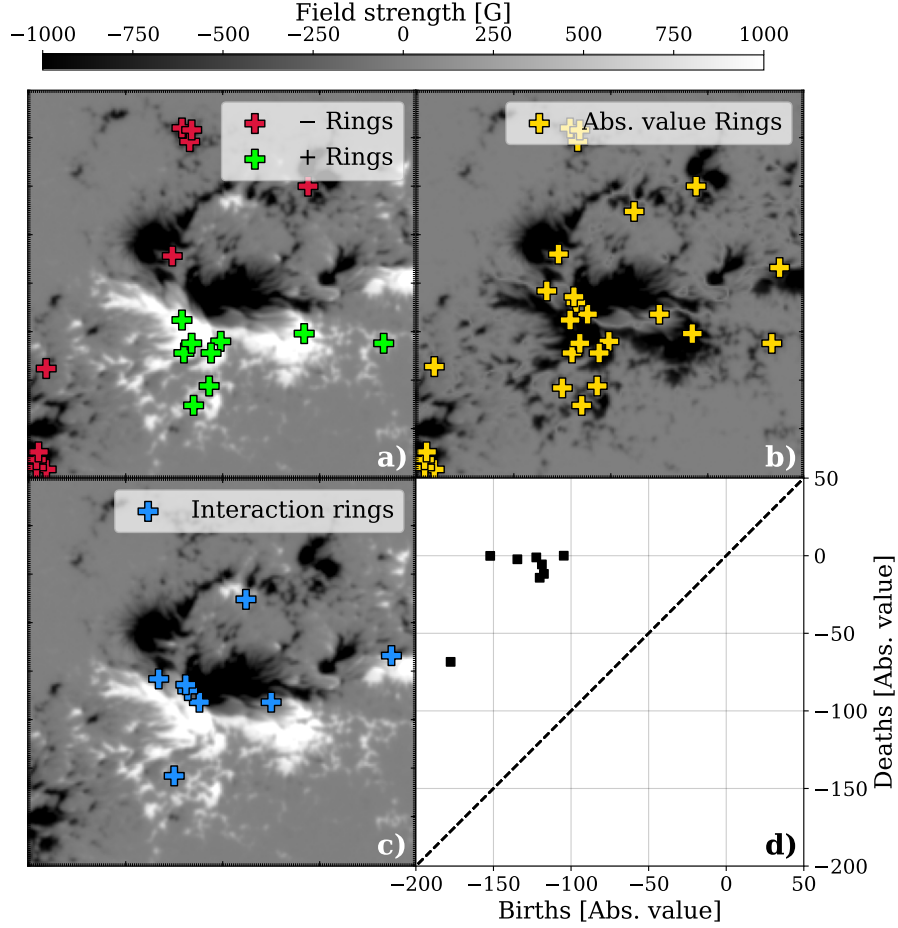 Field strength [G]
−1000 −750 −500 −250 0 250 500 750 1000
− Rings
+ Rings
Abs. value Rings
a)
b)
Interaction rings
c)
d)
50
0
−50
−100
−150
−200
Deaths [Abs. value]
−200 −150 −100 −50 0 50
Births [Abs. value]